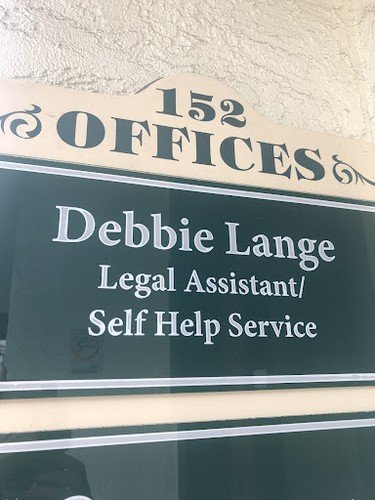 152
OFFICES
Debbie Lange
Legal Assistant/
Self Help Service